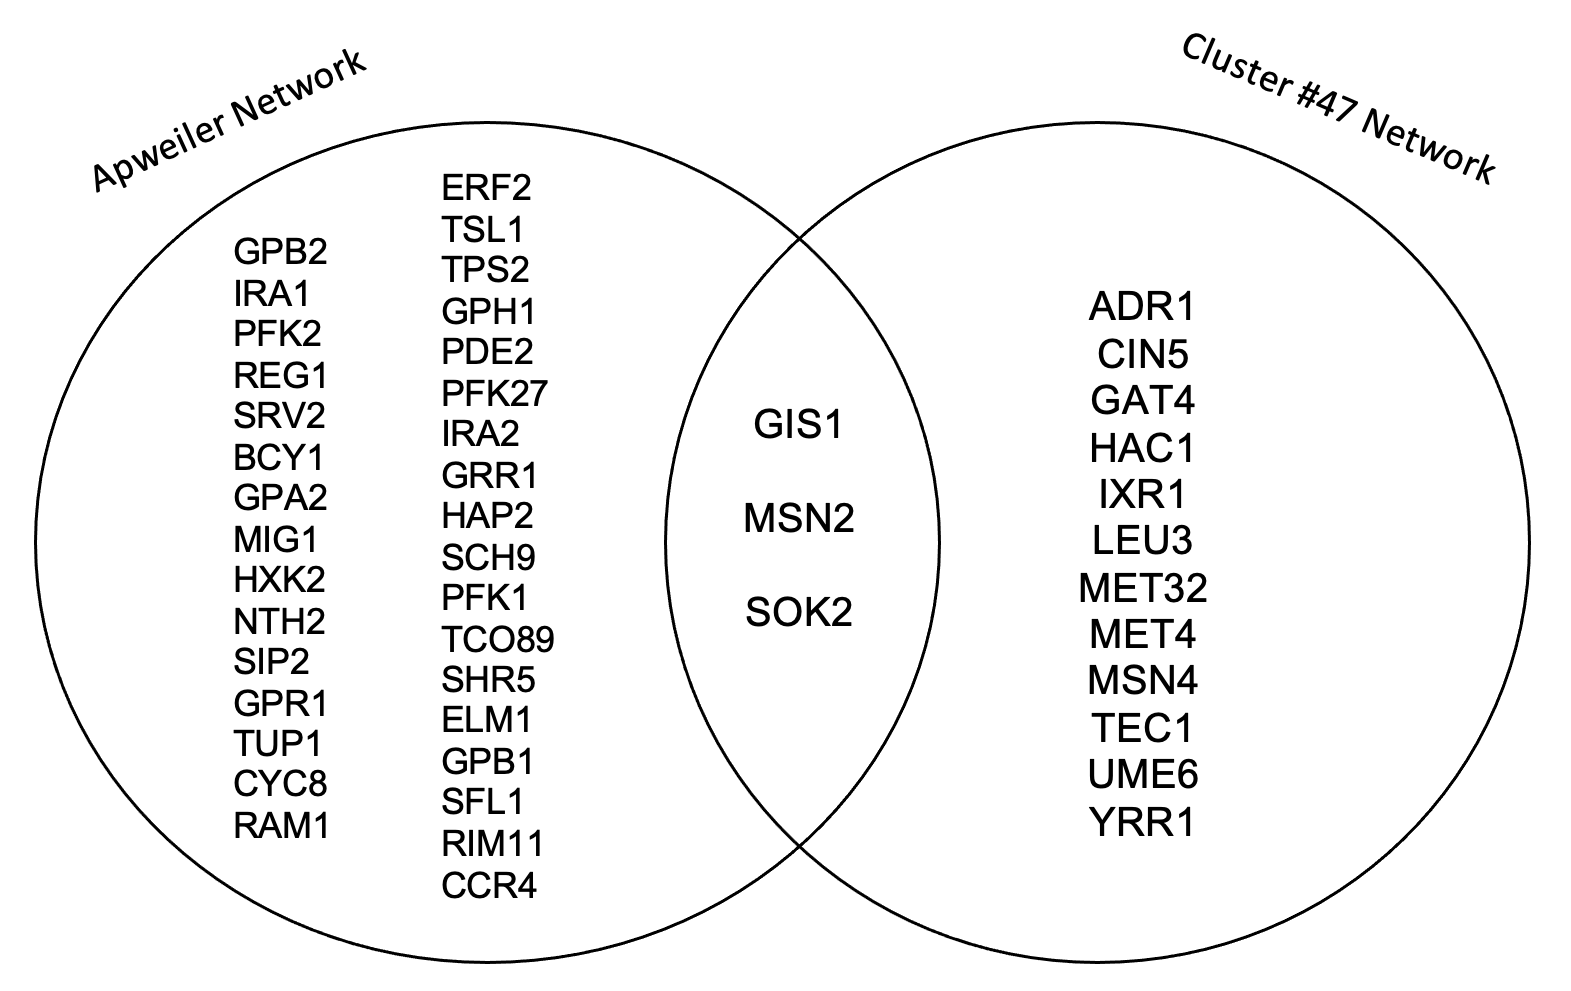 Apweiler Network
Cluster #47 Network
GPB2
IRA1
PFK2
REG1
SRV2
BCY1
GPA2
MIG1
HXK2
NTH2
SIP2
GPR1
TUP1
CYC8
RAM1
ERF2
TSL1
TPS2
GPH1
PDE2
PFK27
IRA2
GRR1
HAP2
SCH9
PFK1
TCO89
SHR5
ELM1
GPB1
SFL1
RIM11
CCR4
GIS1
MSN2
SOK2
ADR1
CIN5
GAT4
HAC1
IXR1
LEU3
MET32
MET4
MSN4
TEC1
UME6
YRR1